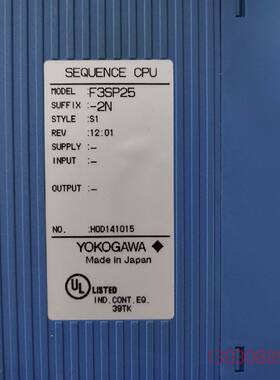 SEQUENCE CPU
MODEL :F3SP25
SUFFIX :-2N
STYLE :S1
REV :12:01
SUPPLY :-
INPUT :-
OUTPUT :-
NO. :H0D141015
YOKOGAWA
Made in Japan
UL LISTED
IND. CONT. EQ.
39TK